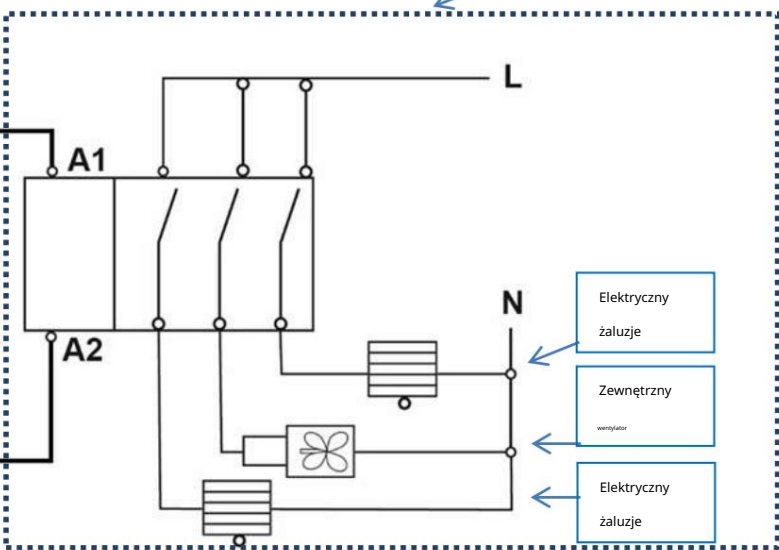 L
A1
N
Elektryczny
żaluzje
A2
Zewnętrzny
wentylator
Elektryczny
żaluzje